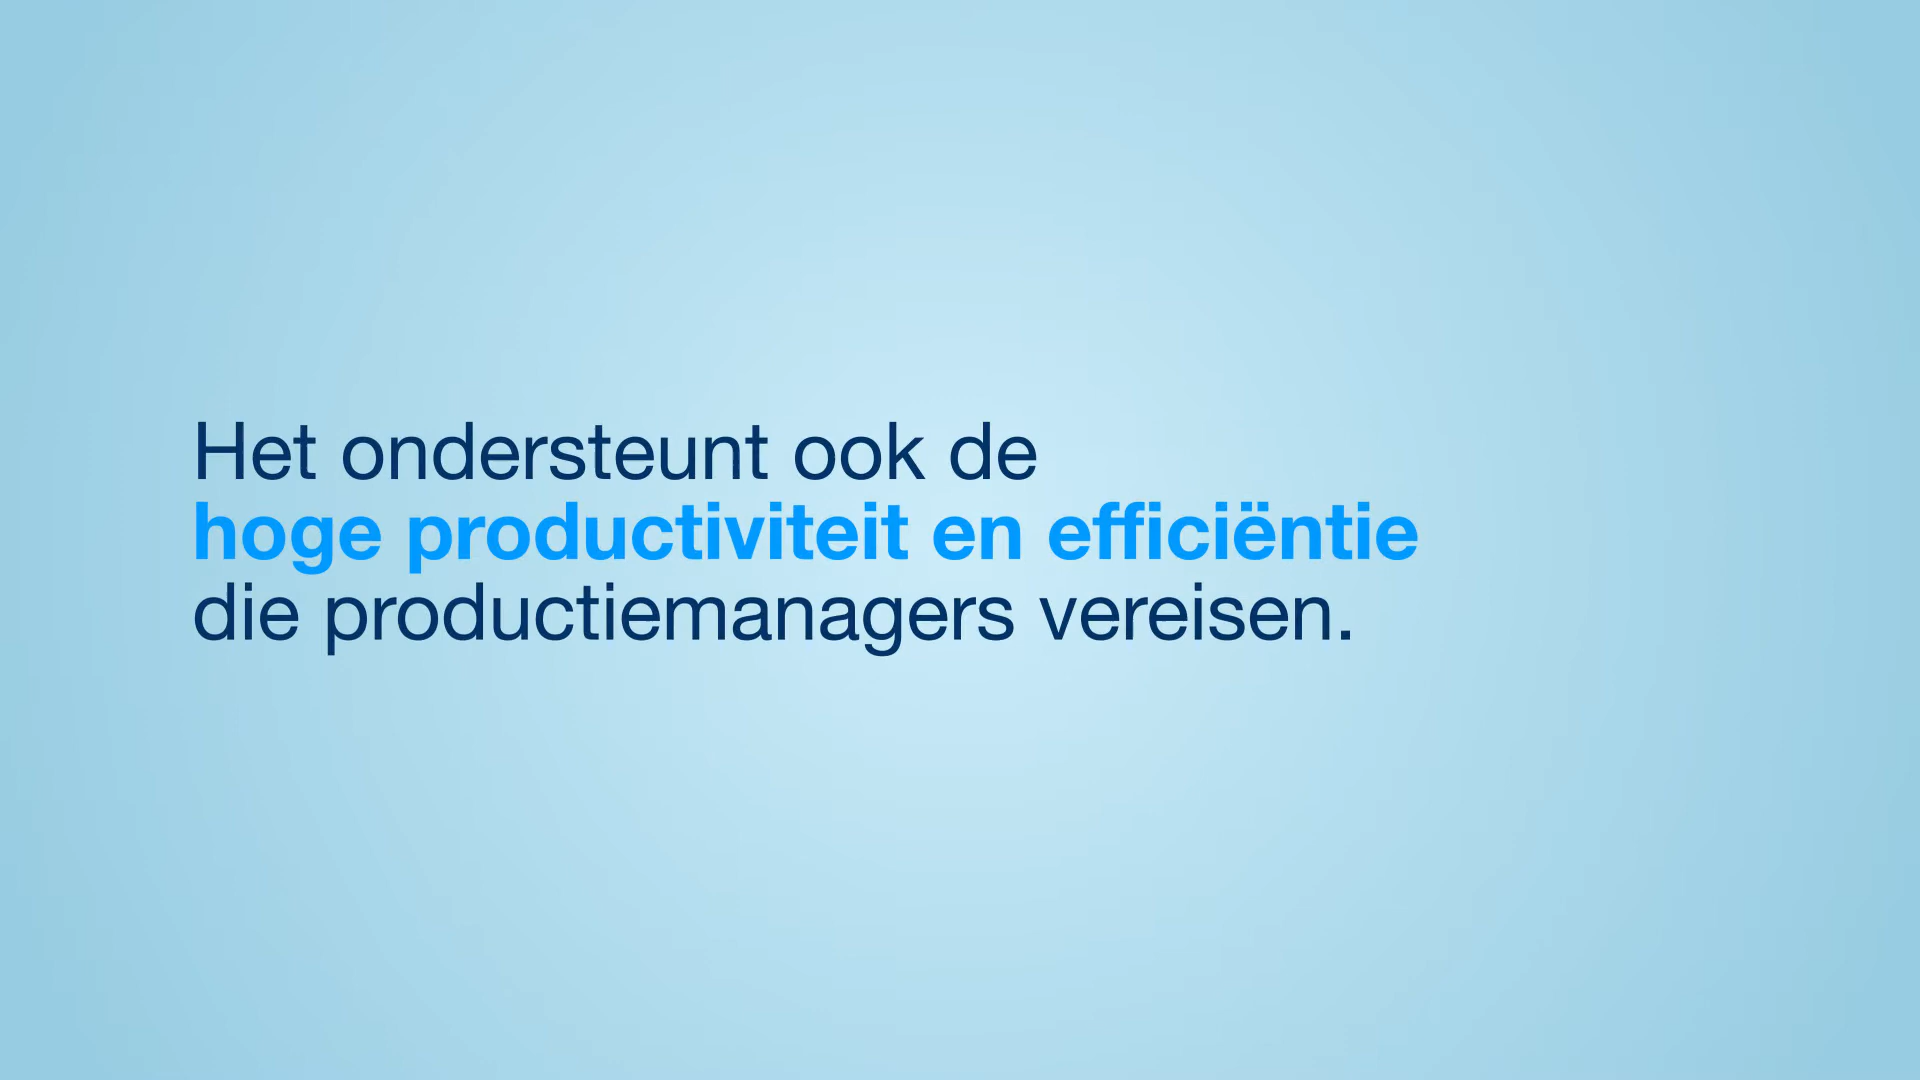 Het ondersteunt ook de
hoge productiviteit en efficiëntie
die productiemanagers vereisen.